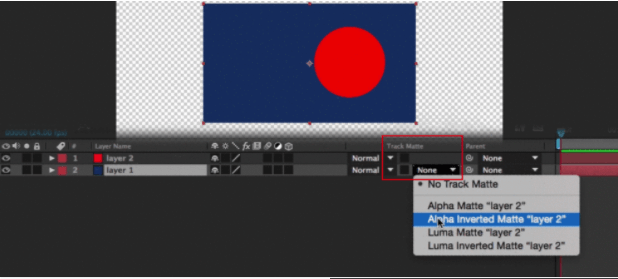 # Layer Name Track Matte Parent
1 layer 2 Normal None
2 layer 1 Normal None None
No Track Matte
Alpha Matte “layer 2”
Alpha Inverted Matte “layer 2”
Luma Matte “layer 2”
Luma Inverted Matte “layer 2”